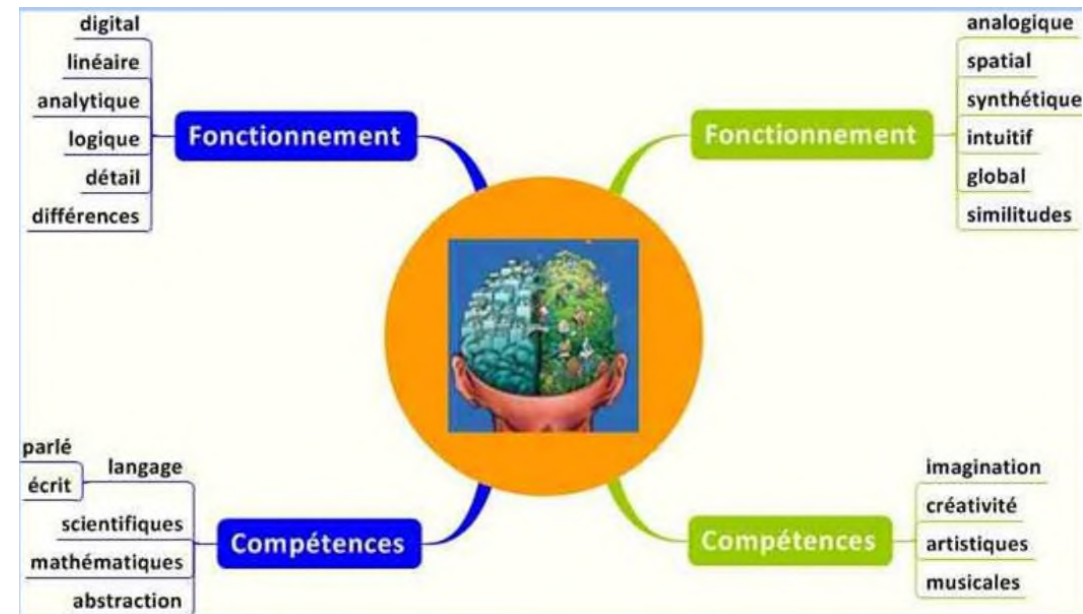 digital
linéaire
analytique
logique
détail
différences
Fonctionnement
Fonctionnement
analogique
spatial
synthétique
intuitif
global
similitudes
parlé
écrit
langage
scientifiques
mathématiques
abstraction
Compétences
Compétences
imagination
créativité
artistiques
musicales